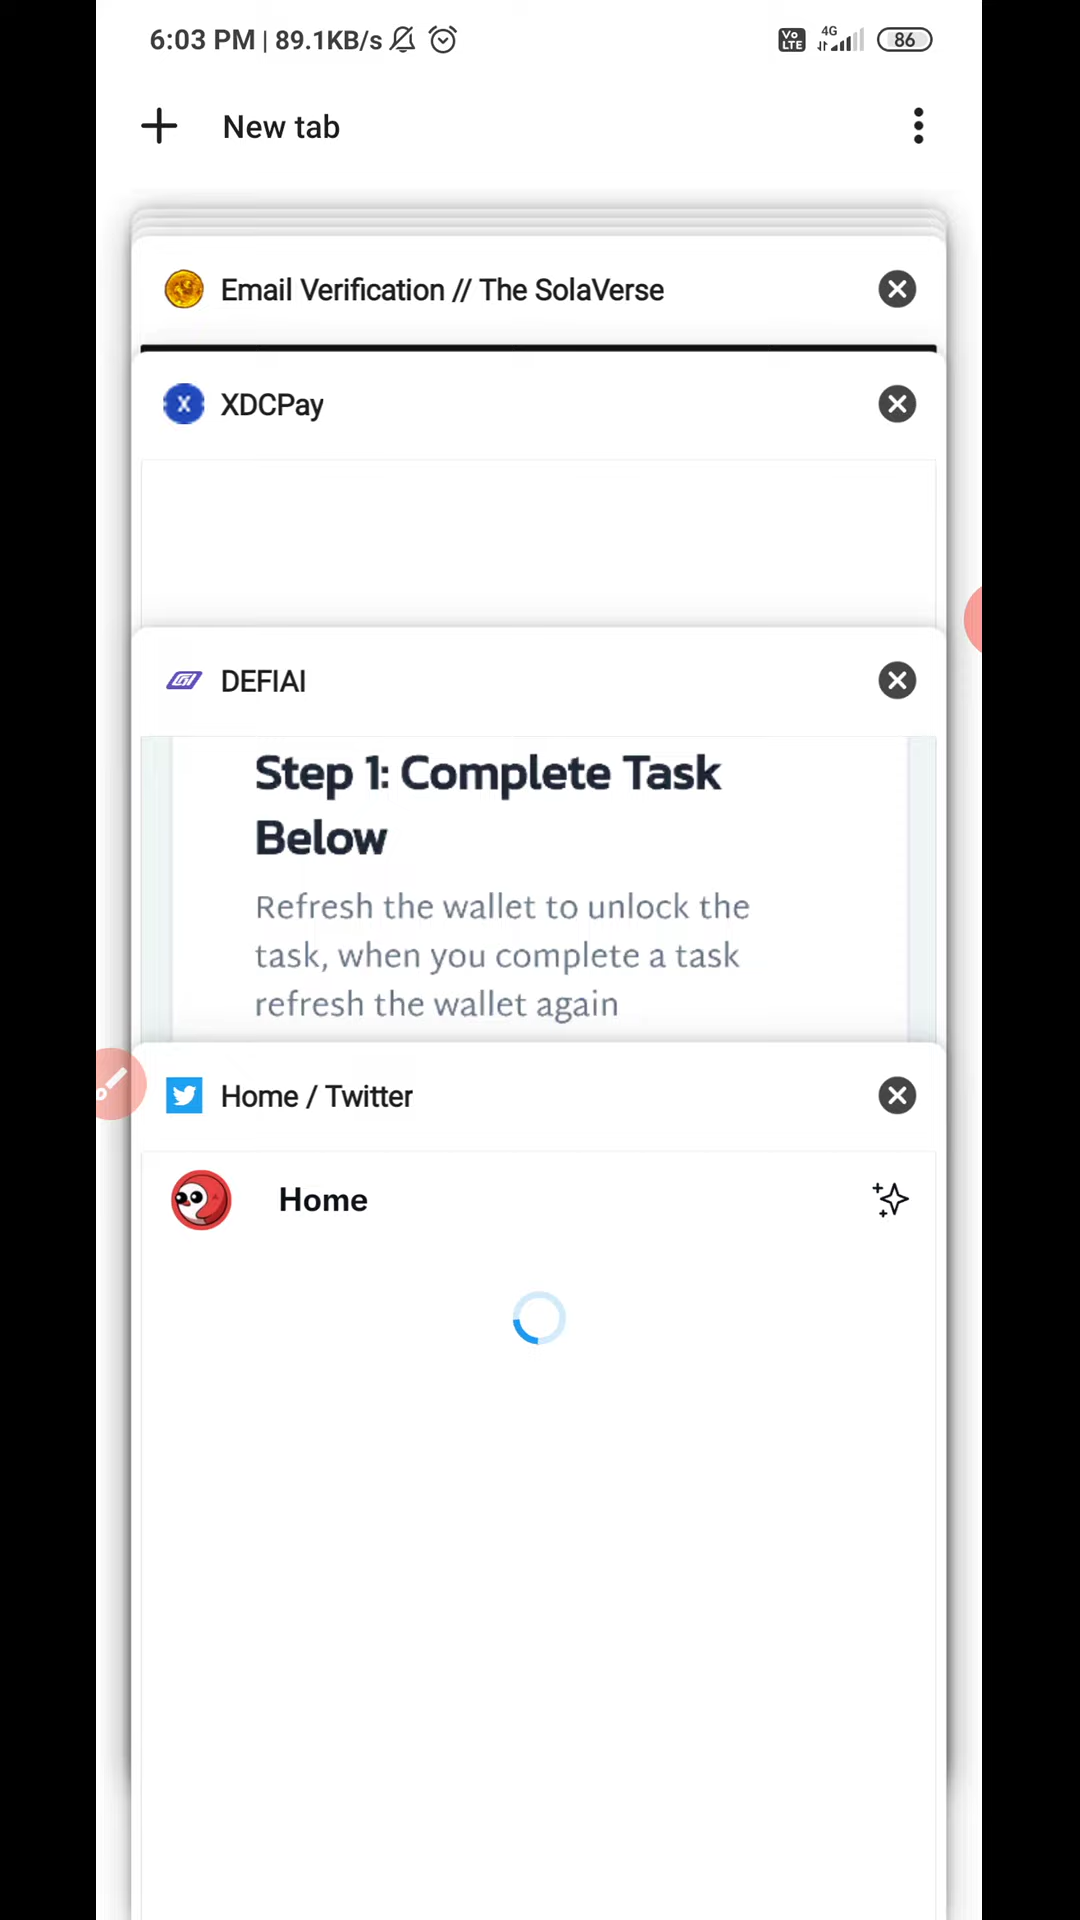 6:03 PM | 89.1KB/s Vo LTE 4G 86
New tab
Email Verification // The SolaVerse
X XDCPay
DEFIAI
Step 1: Complete Task
Below
Refresh the wallet to unlock the
task, when you complete a task
refresh the wallet again
Home / Twitter
Home